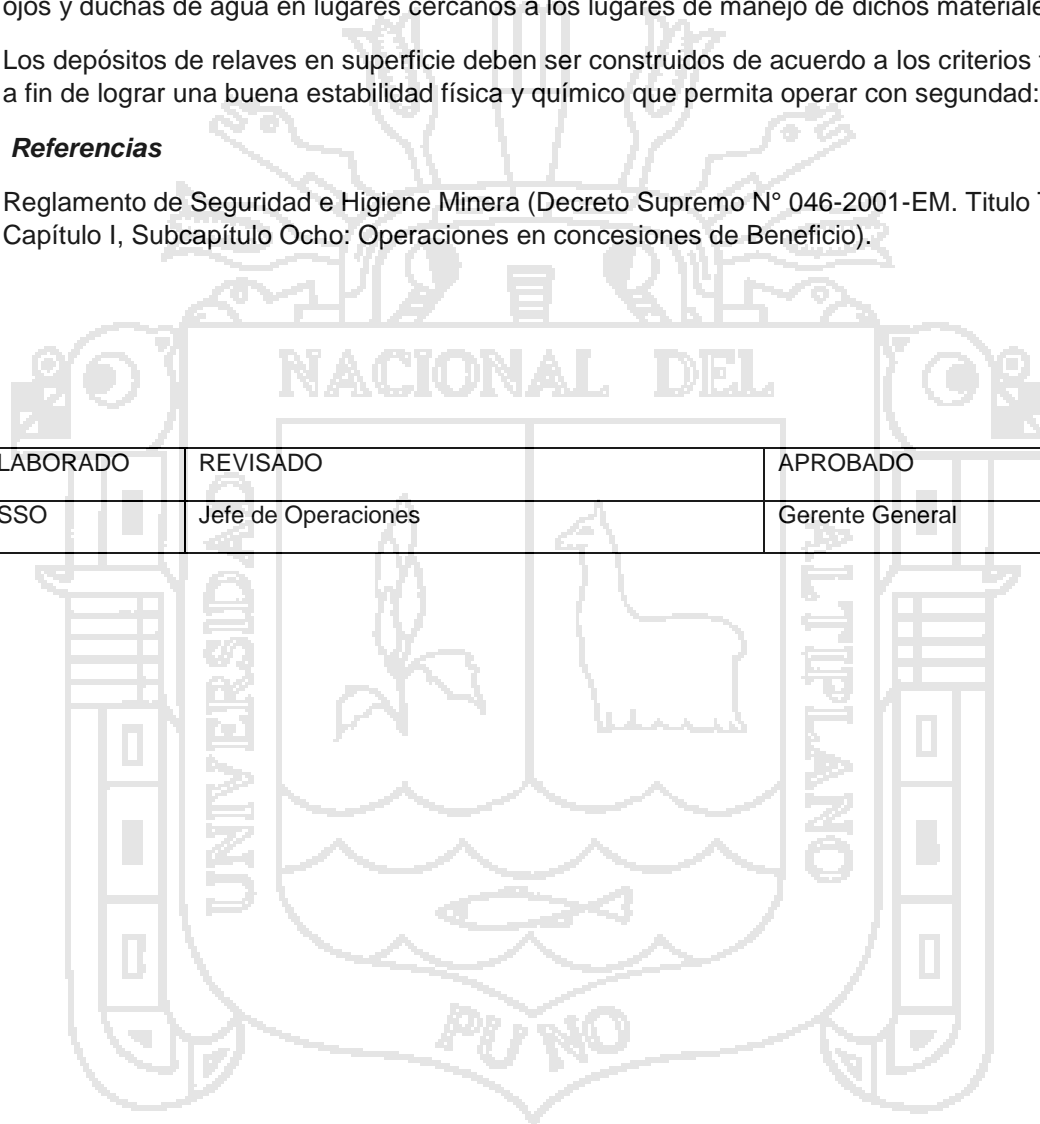 ojos y duchas de agua en lugares cercanos a los lugares de manejo de dichos materiale
Los depósitos de relaves en superficie deben ser construidos de acuerdo a los criterios
a fin de lograr una buena estabilidad física y químico que permita operar con segundad:
Referencias
Reglamento de Seguridad e Higiene Minera (Decreto Supremo N° 046-2001-EM. Titulo
Capítulo I, Subcapítulo Ocho: Operaciones en concesiones de Beneficio).
NACIONAL DEL
LABORADO REVISADO APROBADO
SSO Jefe de Operaciones Gerente General
UNIVERSIDAD
ALTIPLANO
PUNO